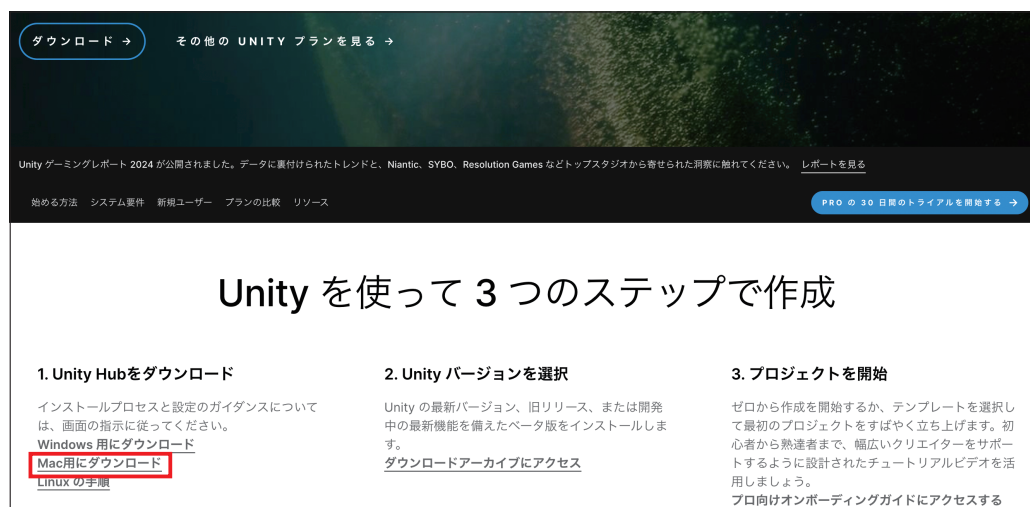 ダウンロード →
その他の UNITY プランを見る →
Unity ゲーミングレポート 2024 が公開されました。データに裏付けられたトレンドと、Niantic、SYBO、Resolution Games などトップスタジオから寄せられた洞察に触れてください。 レポートを見る
始める方法 システム要件 新規ユーザー プランの比較 リソース
PRO の 30 日間のトライアルを開始する →
Unity を使って 3 つのステップで作成
1. Unity Hubをダウンロード
インストールプロセスと設定のガイダンスについて
は、画面の指示に従ってください。
Windows 用にダウンロード
Mac用にダウンロード
Linux の手順
2. Unity バージョンを選択
Unity の最新バージョン、旧リリース、または開発
中の最新機能を備えたベータ版をインストールしま
す。
ダウンロードアーカイブにアクセス
3. プロジェクトを開始
ゼロから作成を開始するか、テンプレートを選択し
て最初のプロジェクトをすばやく立ち上げます。初
心者から熟達者まで、幅広いクリエイターをサポー
トするように設計されたチュートリアルビデオを活
用しましょう。
プロ向けオンボーディングガイドにアクセスする